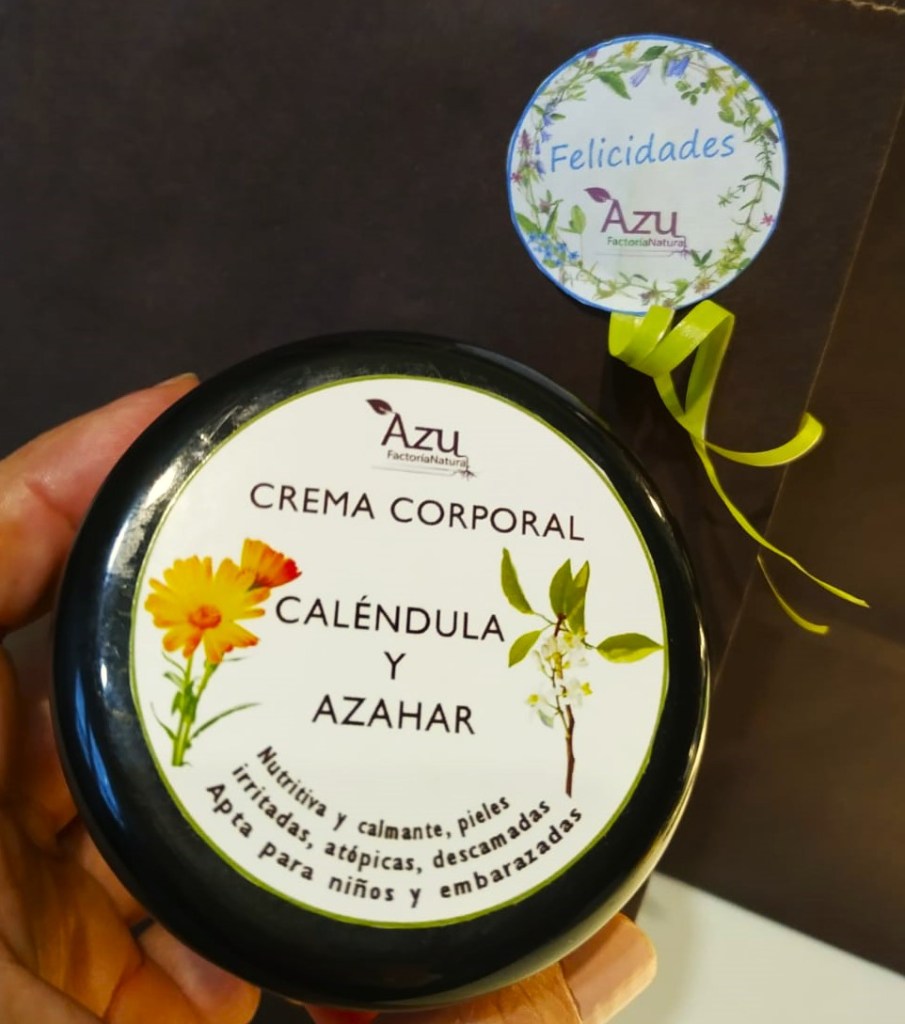 Felicidades
Azu
FactoríaNatural
Azu
FactoríaNatural
CREMA CORPORAL
CALÉNDULA
Y
AZAHAR
Nutritiva y calmante, pieles
irritadas, atópicas, descamadas
Apta para niños y embarazadas